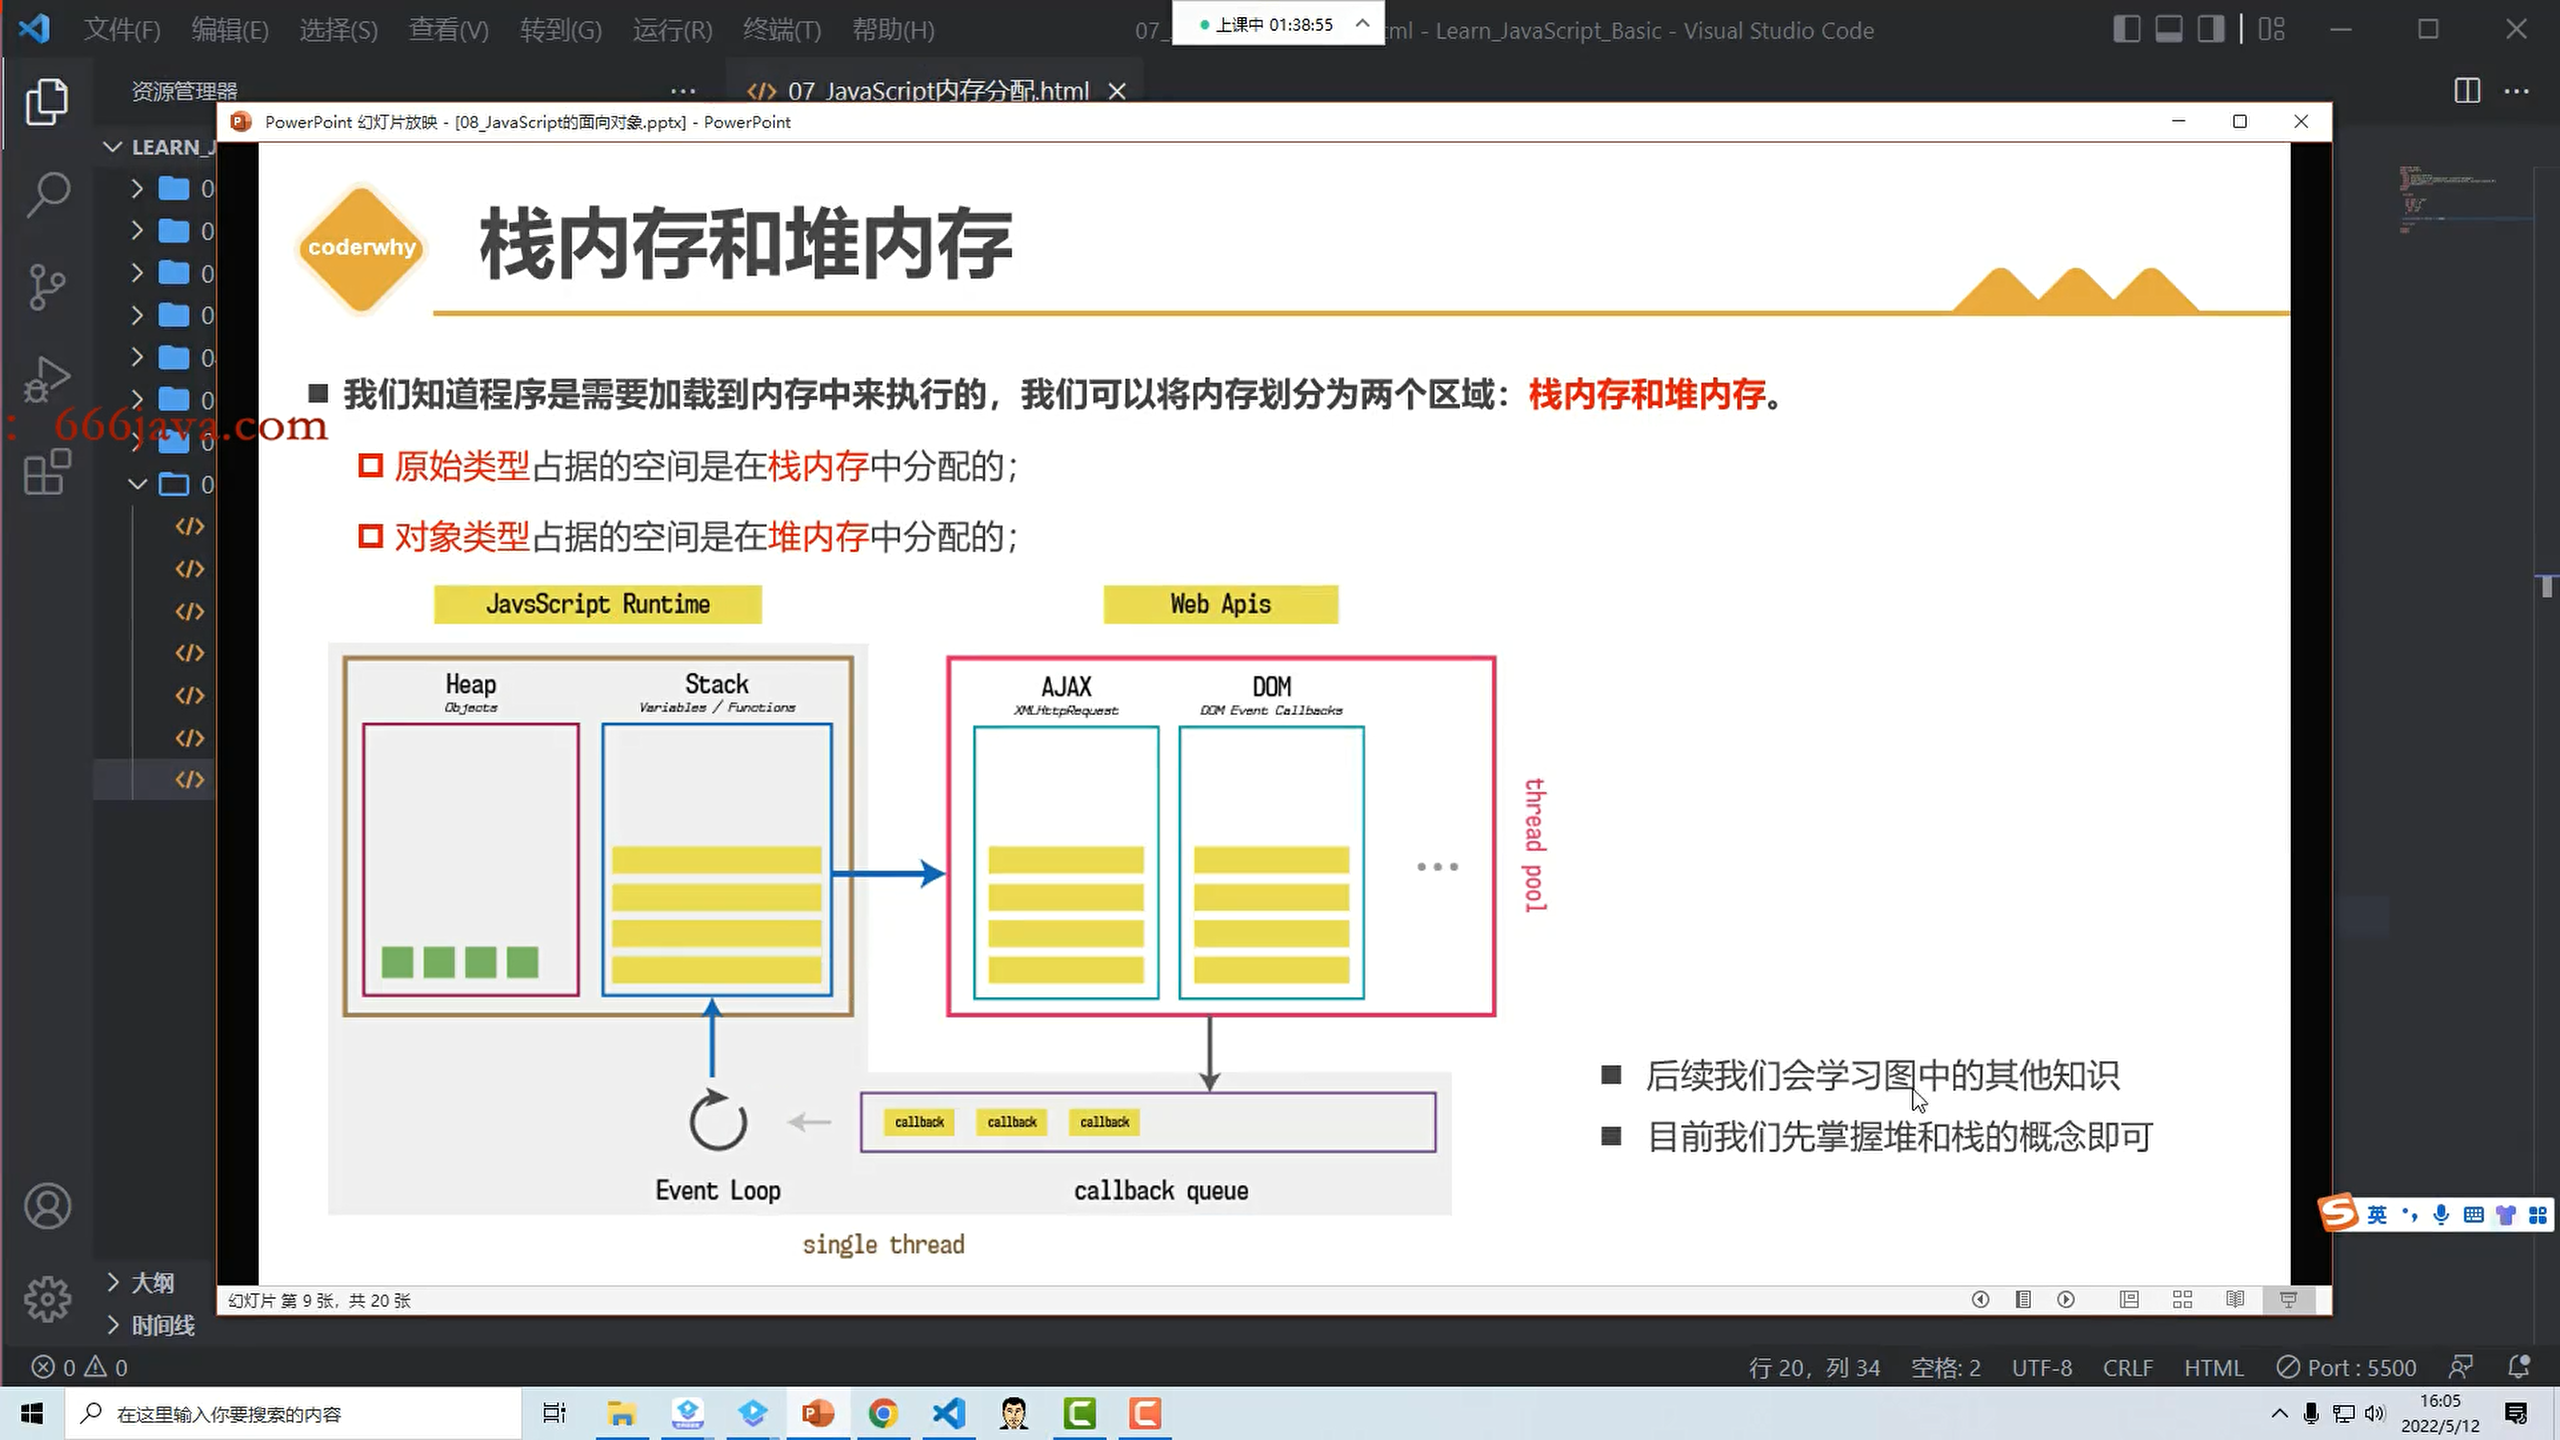 文件(F) 编辑(E) 选择(S) 查看(V) 转到(G) 运行(R) 终端(T) 帮助(H) 07_ 上课中 01:38:55 ml - Learn_JavaScript_Basic - Visual Studio Code
资源管理器 ··· 07_JavaScript内存分配.html
PowerPoint 幻灯片放映 - [08_JavaScript的面向对象.pptx] - PowerPoint
LEARN_J
0
0
0
0
0
0
0
0
coderwhy
栈内存和堆内存
我们知道程序是需要加载到内存中来执行的，我们可以将内存划分为两个区域：栈内存和堆内存。
：666java.com
原始类型占据的空间是在栈内存中分配的；
对象类型占据的空间是在堆内存中分配的；
JavsScript Runtime Web Apis
Heap Stack AJAX DOM
Objects Variables / Functions XMLHttpRequest DOM Event Callbacks
thread pool
后续我们会学习图中的其他知识
callback callback callback
目前我们先掌握堆和栈的概念即可
Event Loop callback queue
英
single thread
大纲
幻灯片 第 9 张，共 20 张
时间线
0 0 行 20，列 34 空格: 2 UTF-8 CRLF HTML Port : 5500
在这里输入你要搜索的内容
16:05
2022/5/12